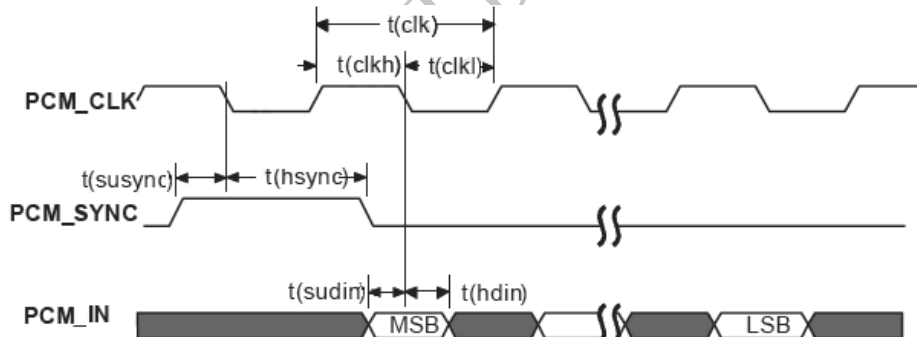 t(clk)
t(clkh) t(clkl)
PCM_CLK
t(susync) t(hsync)
PCM_SYNC
t(sudin) t(hdin)
PCM_IN MSB LSB